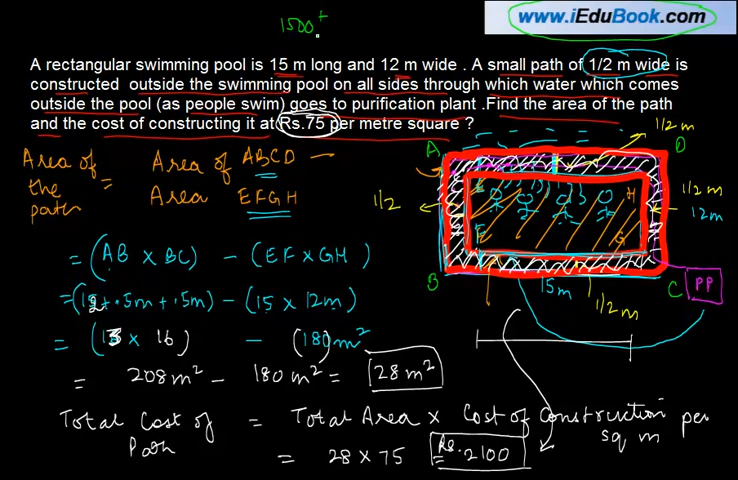 1500+
www.iEduBook.com
A rectangular swimming pool is 15 m long and 12 m wide . A small path of 1/2 m wide is
constructed outside the swimming pool on all sides through which water which comes
outside the pool (as people swim) goes to purification plant .Find the area of the path
and the cost of constructing it at Rs.75 per metre square ?
A D 1/2 m
Area of the path = Area of ABCD —
Area EFGH
E H
1/2 1/2 m
12m
F G
B 15m C PP
1/2 m
= (AB × BC) − (EF × GH)
= (12 + .5m + .5m) − (15 × 12m)
= (13 × 16) − (180) m²
= 208 m² − 180 m² = 28 m²
Total Cost of Path = Total Area × Cost of Construction per sq m
= 28 × 75 = Rs. 2100